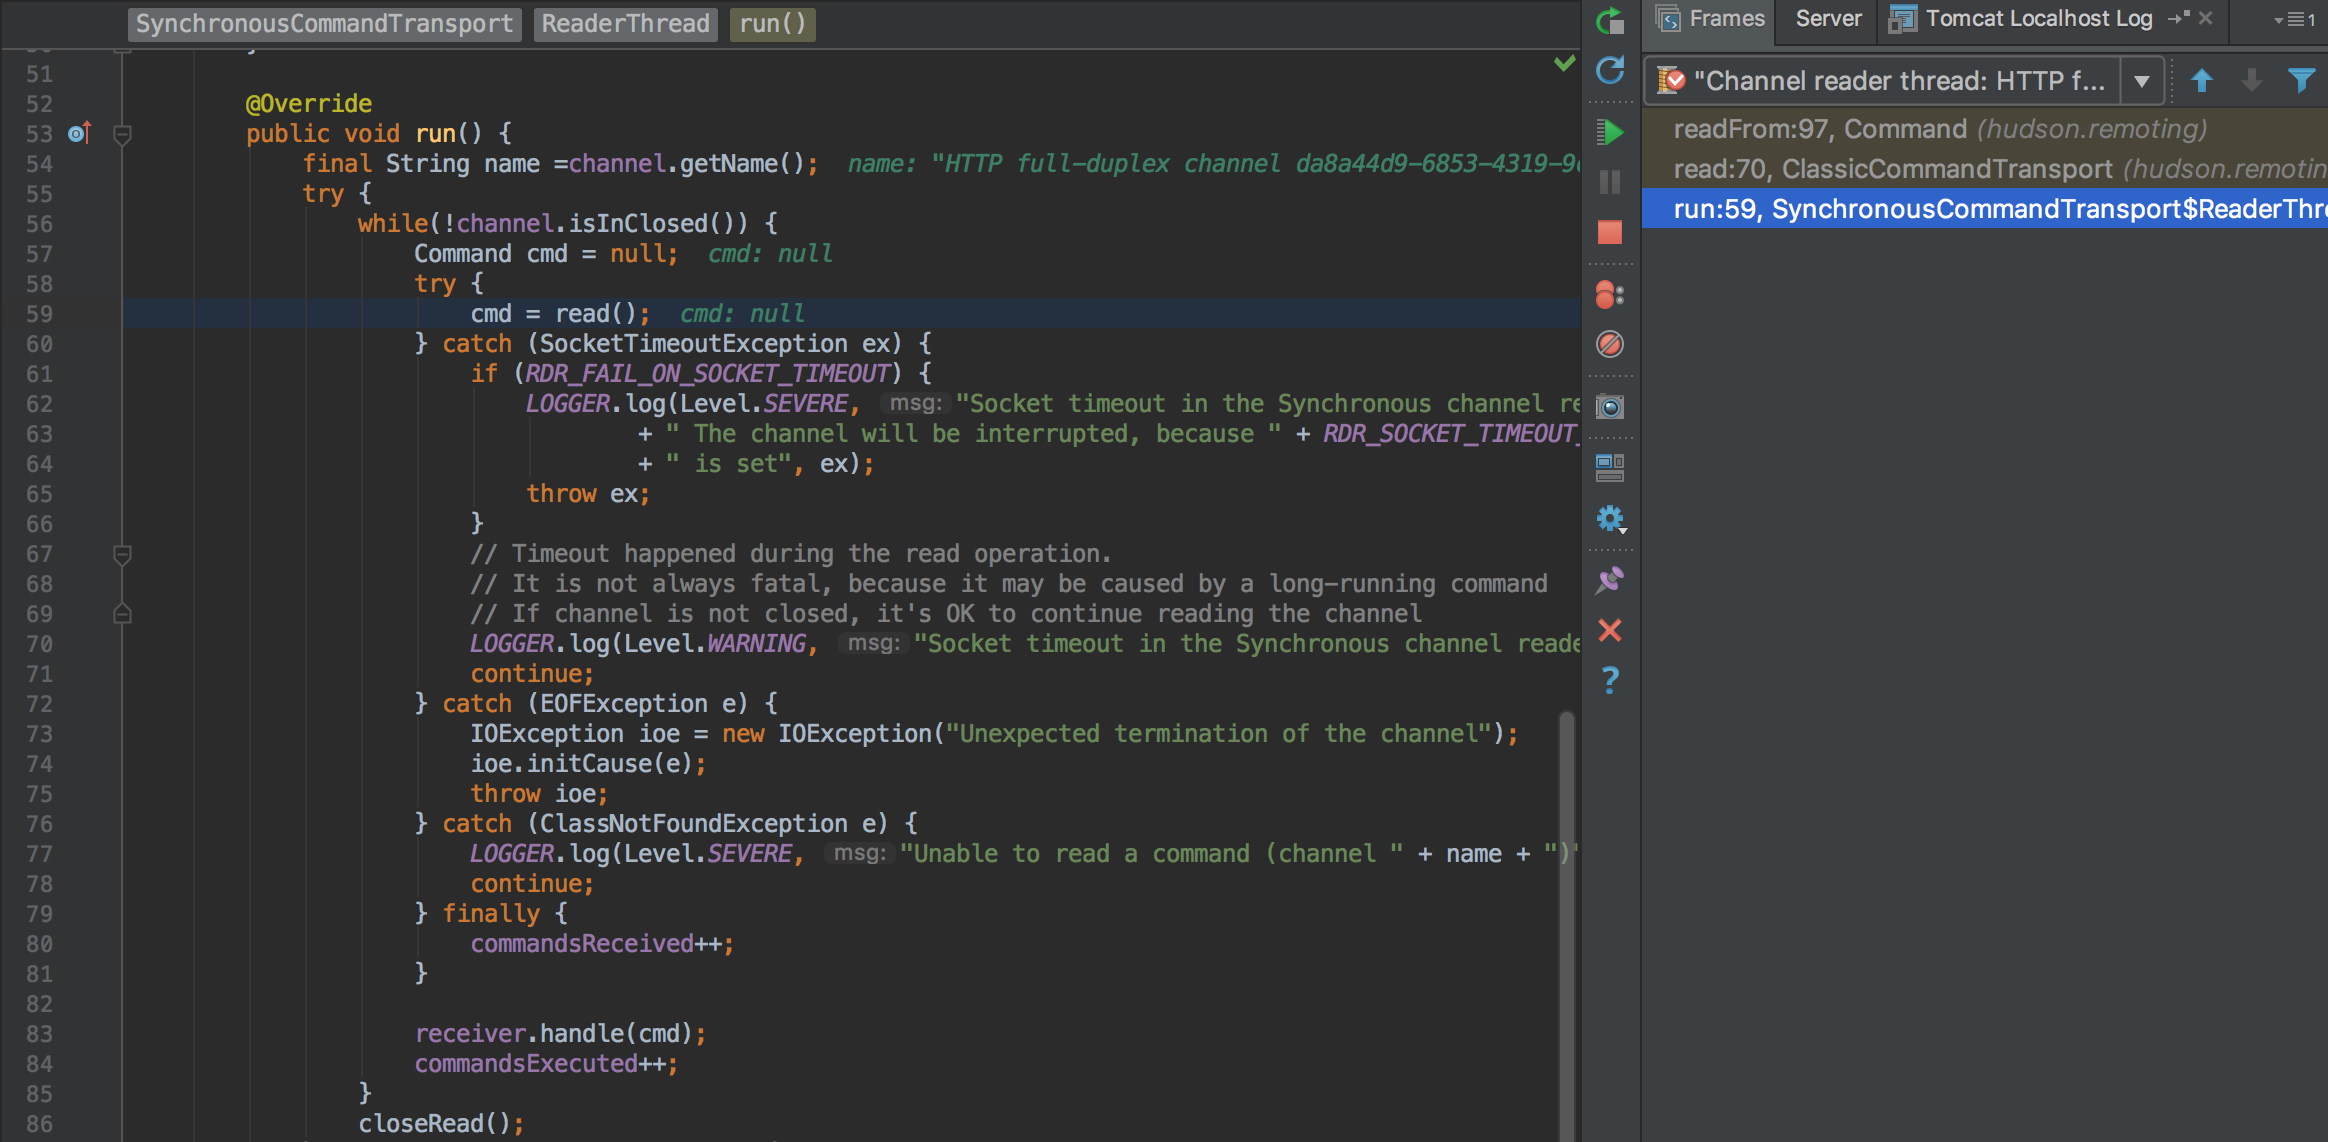 SynchronousCommandTransport ReaderThread run()
51
52 @Override
53 public void run() {
54 final String name =channel.getName(); name: "HTTP full-duplex channel da8a44d9-6853-4319-9
55 try {
56 while(!channel.isInClosed()) {
57 Command cmd = null; cmd: null
58 try {
59 cmd = read(); cmd: null
60 } catch (SocketTimeoutException ex) {
61 if (RDR_FAIL_ON_SOCKET_TIMEOUT) {
62 LOGGER.log(Level.SEVERE, msg: "Socket timeout in the Synchronous channel re
63 + " The channel will be interrupted, because " + RDR_SOCKET_TIMEOUT_
64 + " is set", ex);
65 throw ex;
66 }
67 // Timeout happened during the read operation.
68 // It is not always fatal, because it may be caused by a long-running command
69 // If channel is not closed, it's OK to continue reading the channel
70 LOGGER.log(Level.WARNING, msg: "Socket timeout in the Synchronous channel reade
71 continue;
72 } catch (EOFException e) {
73 IOException ioe = new IOException("Unexpected termination of the channel");
74 ioe.initCause(e);
75 throw ioe;
76 } catch (ClassNotFoundException e) {
77 LOGGER.log(Level.SEVERE, msg: "Unable to read a command (channel " + name + ")"
78 continue;
79 } finally {
80 commandsReceived++;
81 }
82
83 receiver.handle(cmd);
84 commandsExecuted++;
85 }
86 closeRead();
Frames Server Tomcat Localhost Log 1
"Channel reader thread: HTTP f...
readFrom:97, Command (hudson.remoting)
read:70, ClassicCommandTransport (hudson.remotin
run:59, SynchronousCommandTransport$ReaderThre